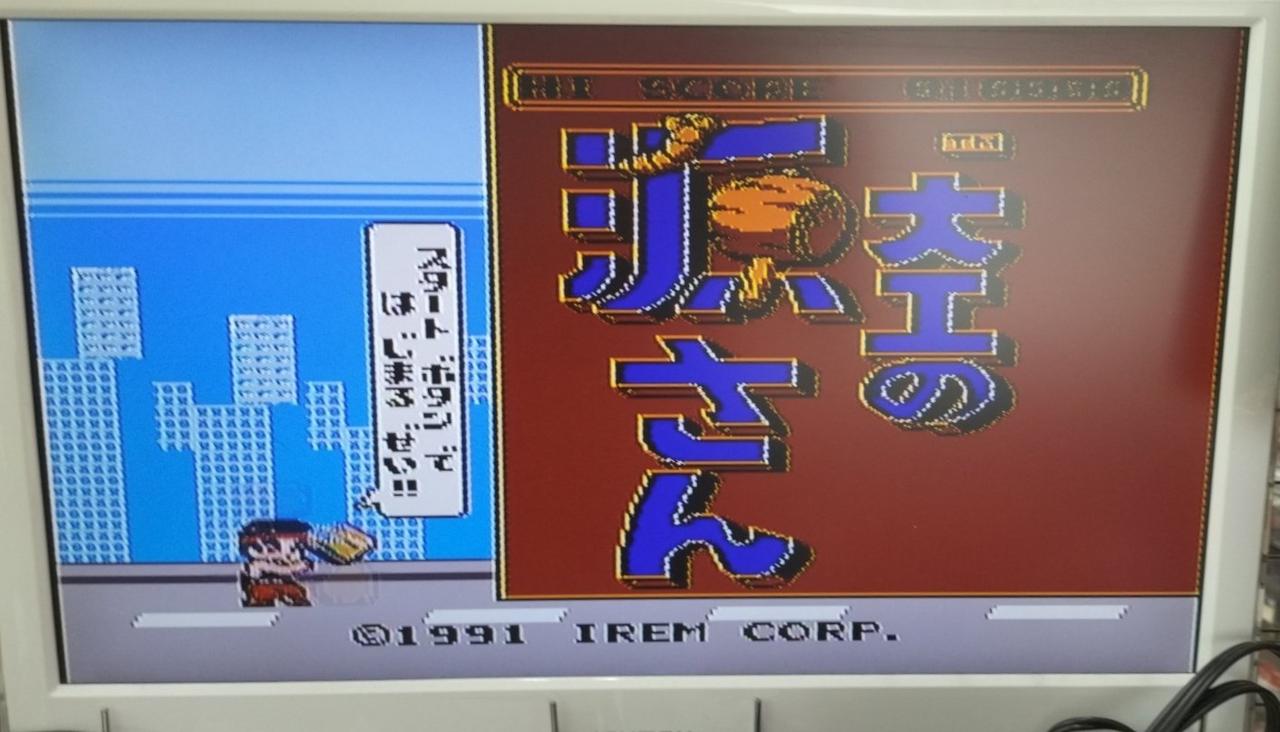 HI SCORE
大工の
源さん
スタート ボタンで
はじまるぜい!!
©1991 IREM CORP.